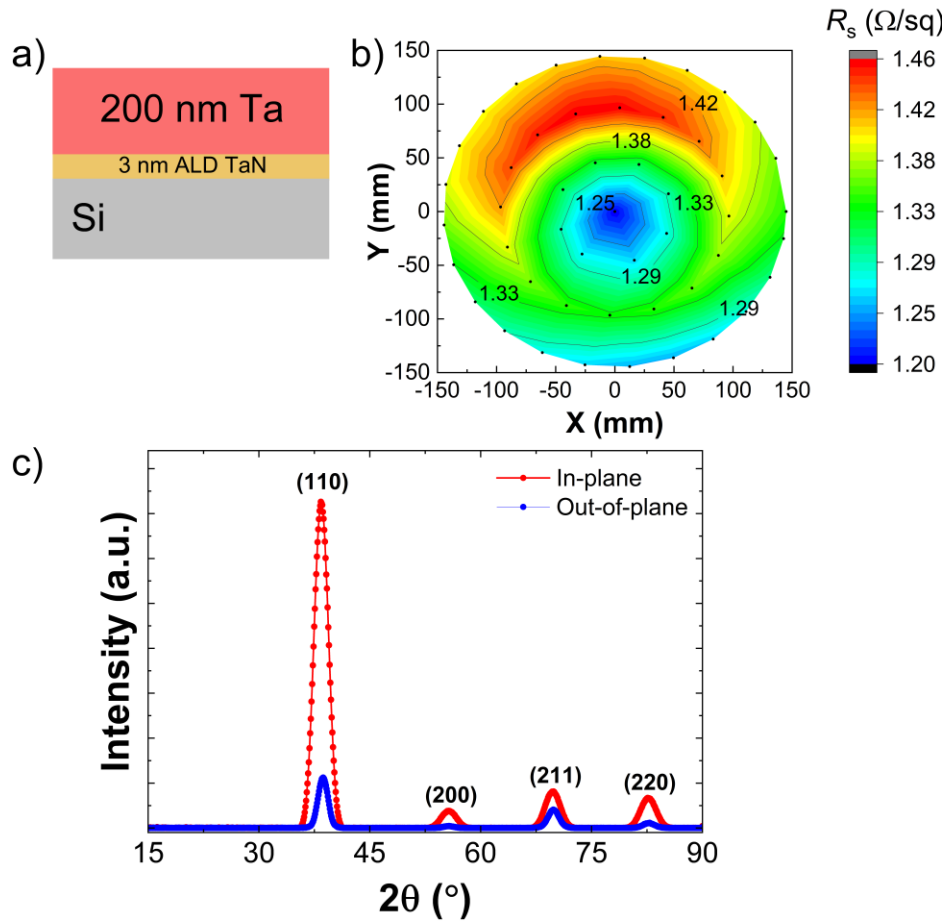 a)
200 nm Ta
3 nm ALD TaN
Si
b)
Y (mm)
150
100
50
0
-50
-100
-150
-150 -100 -50 0 50 100 150
X (mm)
1.42
1.38
1.25
1.33
1.29
1.33
1.29
Rs (Ω/sq)
1.46
1.42
1.38
1.33
1.29
1.25
1.20
c)
Intensity (a.u.)
(110)
(200)
(211)
(220)
In-plane
Out-of-plane
15 30 45 60 75 90
2θ (°)